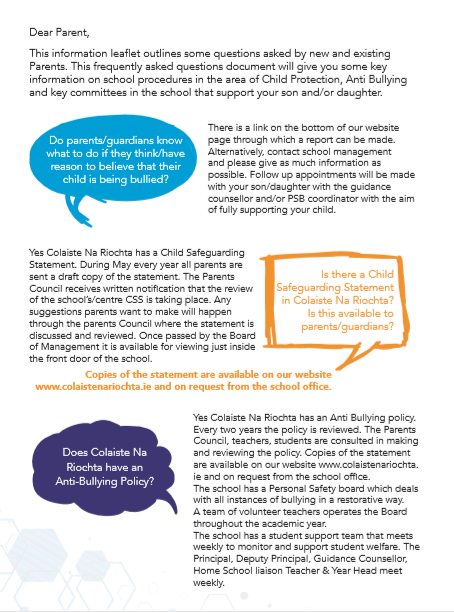 Dear Parent,
This information leaflet outlines some questions asked by new and existing
Parents. This frequently asked questions document will give you some key
information on school procedures in the area of Child Protection, Anti Bullying
and key committees in the school that support your son and/or daughter.
Do parents/guardians know
what to do if they think/have
reason to believe that their
child is being bullied?
There is a link on the bottom of our website
page through which a report can be made.
Alternatively, contact school management
and please give as much information as
possible. Follow up appointments will be made
with your son/daughter with the guidance
counsellor and/or PSB coordinator with the aim
of fully supporting your child.
Yes Colaiste Na Riochta has a Child Safeguarding
Statement. During May every year all parents are
sent a draft copy of the statement. The Parents
Council receives written notification that the review
of the school's/centre CSS is taking place. Any
suggestions parents want to make will happen
through the parents Council where the statement is
discussed and reviewed. Once passed by the Board
of Management it is available for viewing just inside
the front door of the school.
Is there a Child
Safeguarding Statement
in Colaiste Na Riochta?
Is this available to
parents/guardians?
Copies of the statement are available on our website
www.colaistenariochta.ie and on request from the school office.
Does Colaiste Na
Riochta have an
Anti-Bullying Policy?
Yes Colaiste Na Riochta has an Anti Bullying policy.
Every two years the policy is reviewed. The Parents
Council, teachers, students are consulted in making
and reviewing the policy. Copies of the statement
are available on our website www.colaistenariochta.
ie and on request from the school office.
The school has a Personal Safety board which deals
with all instances of bullying in a restorative way.
A team of volunteer teachers operates the Board
throughout the academic year.
The school has a student support team that meets
weekly to monitor and support student welfare. The
Principal, Deputy Principal, Guidance Counsellor,
Home School liaison Teacher & Year Head meet
weekly.